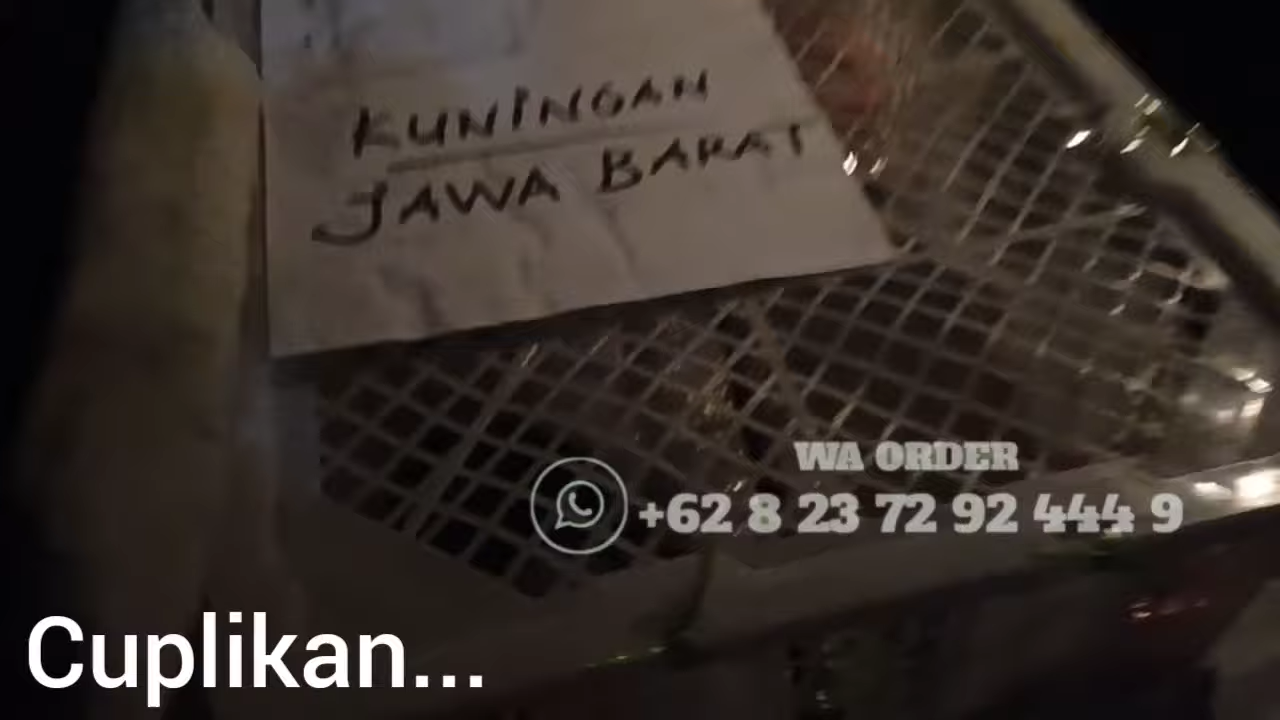 KUNINGAN
JAWA BARAT
WA ORDER
+62 8 23 72 92 444 9
Cuplikan...